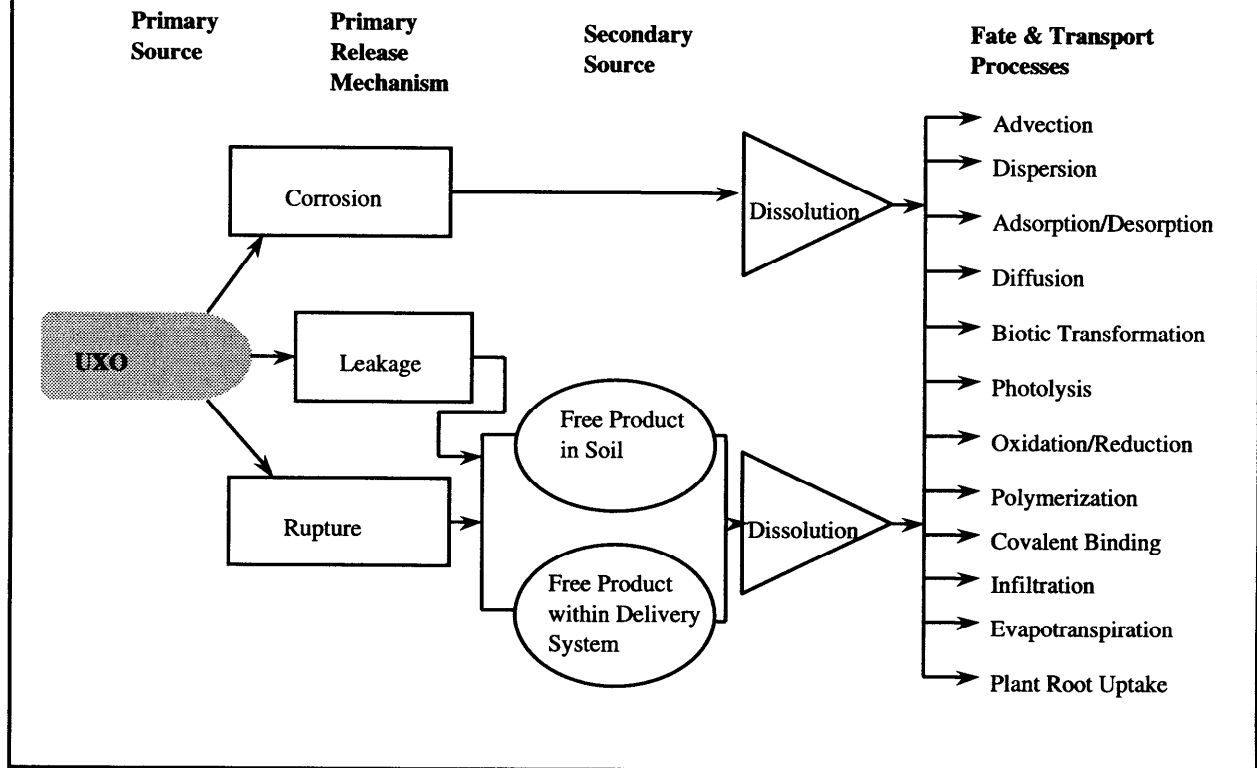 Primary
Source
Primary
Release
Mechanism
Secondary
Source
Fate & Transport
Processes
UXO
Corrosion
Leakage
Rupture
Free Product
in Soil
Free Product
within Delivery
System
Dissolution
Dissolution
Advection
Dispersion
Adsorption/Desorption
Diffusion
Biotic Transformation
Photolysis
Oxidation/Reduction
Polymerization
Covalent Binding
Infiltration
Evapotranspiration
Plant Root Uptake